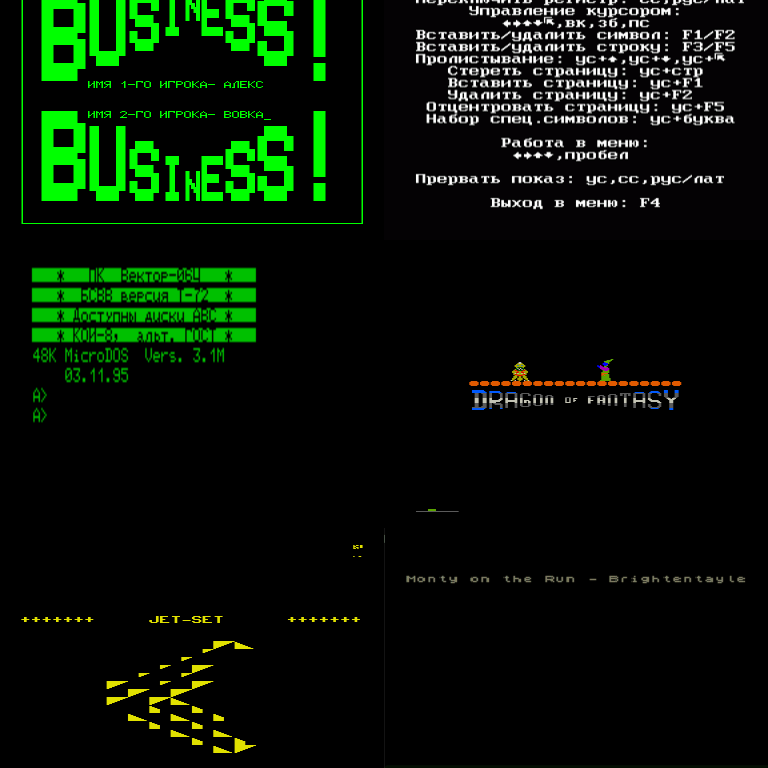 BUSINESS!
ИМЯ 1-ГО ИГРОКА- АЛЕКС
ИМЯ 2-ГО ИГРОКА- ВОВКА_
BUSINESS!
Переключить регистр: сс,рус/лат
Управление курсором:
,вк,зб,пс
Вставить/удалить символ: F1/F2
Вставить/удалить строку: F3/F5
Пролистывание: ус+,ус+,ус+
Стереть страницу: ус+стр
Вставить страницу: ус+F1
Удалить страницу: ус+F2
Отцентровать страницу: ус+F5
Набор спец.символов: ус+буква
Работа в меню:
,пробел
Прервать показ: ус,сс,рус/лат
Выход в меню: F4
* ПК Вектор-06Ц *
* БСВВ версия Т-72 *
* Доступны диски АВС *
* КОИ-8, альт. ГОСТ *
48K MicroDOS Vers. 3.1M
03.11.95
A>
A>
DRAGON OF FANTASY
+++++++ JET-SET +++++++
Monty on the Run - Brightentayle